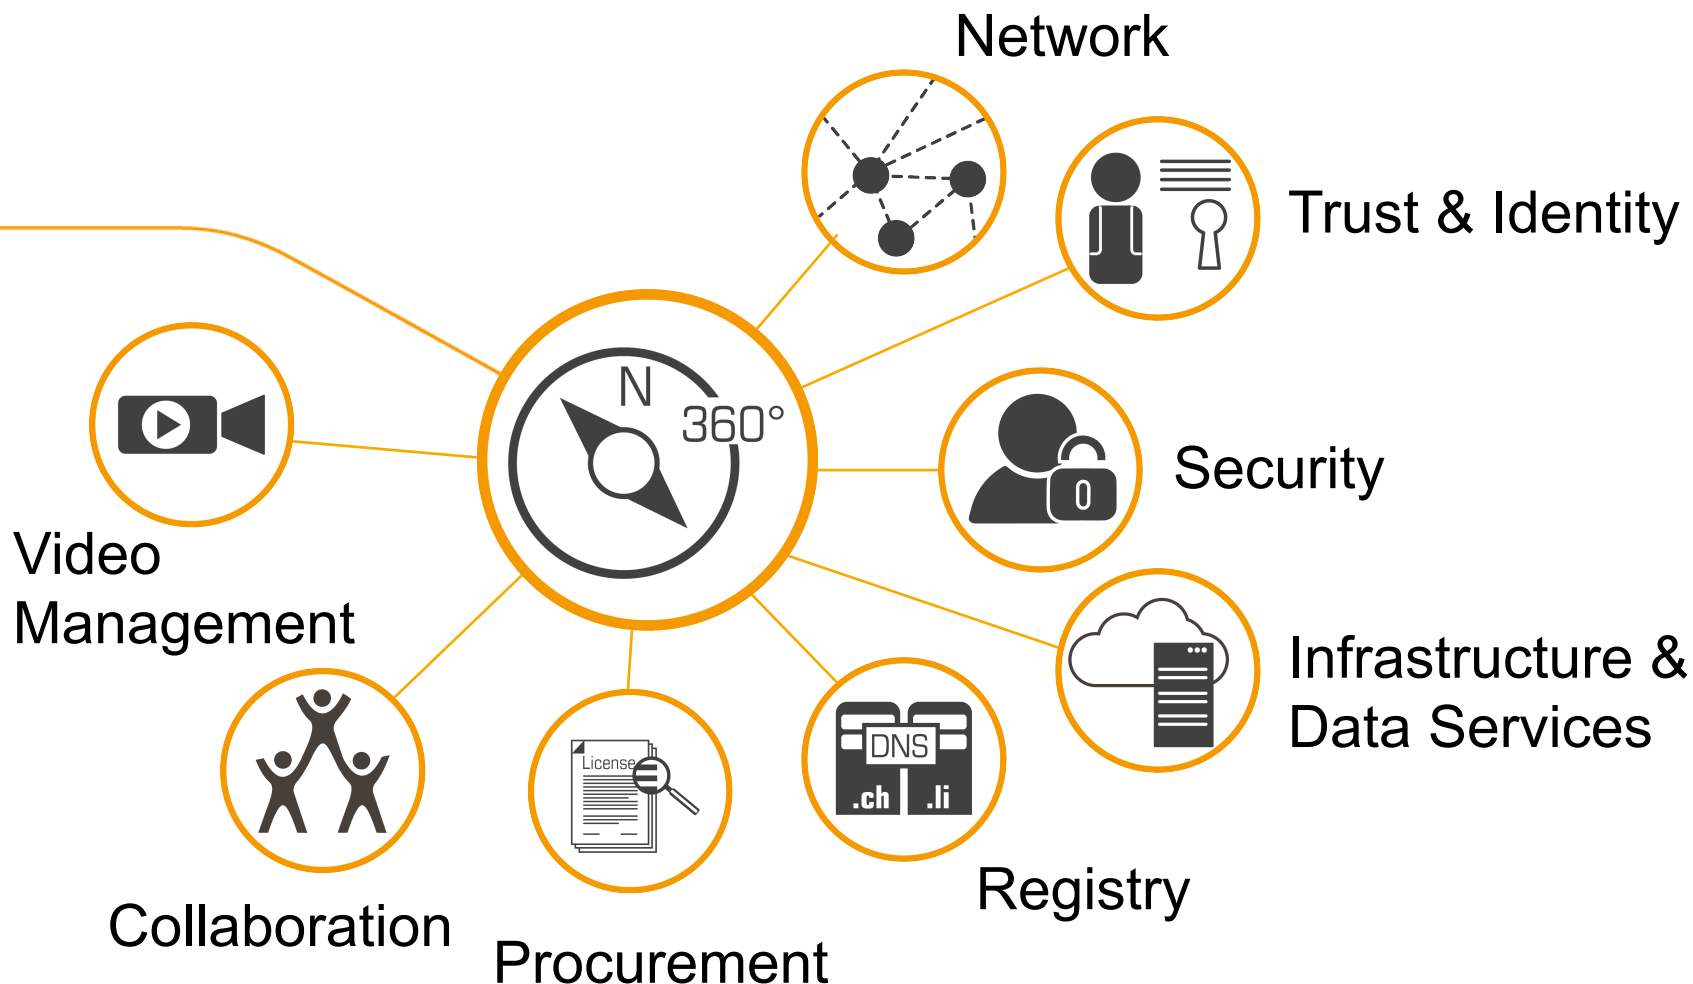 Network
Trust & Identity
N
360°
Security
Video
Management
Infrastructure &
Data Services
License
DNS
.ch .li
Registry
Collaboration
Procurement